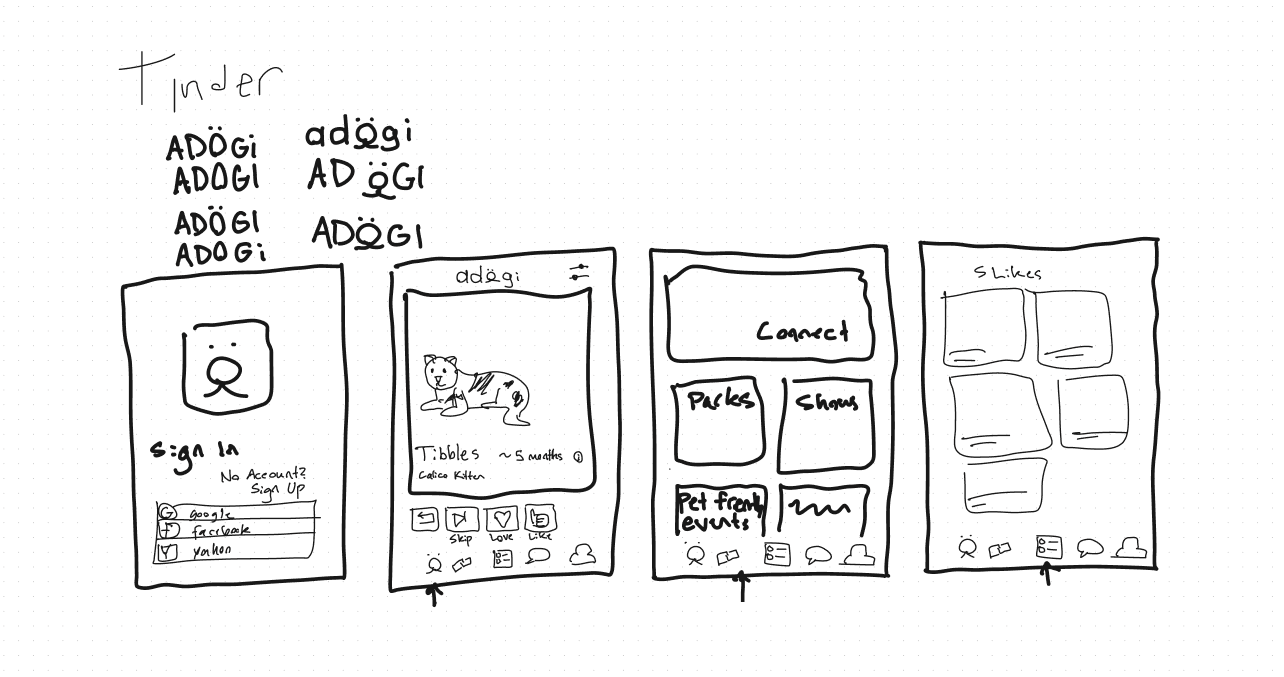 Tinder
ADÖGi
ADOGI
ADÖGI
ADOGi
adögi
ADÖGI
ADÖGI
Sign In
No Account?
Sign Up
G google
f facebook
Y yahoo
adögi
Tibbles ~5 months i
Calico Kitten
Skip Love Like
Connect
Parks Shows
Pet frendly
events
5 Likes